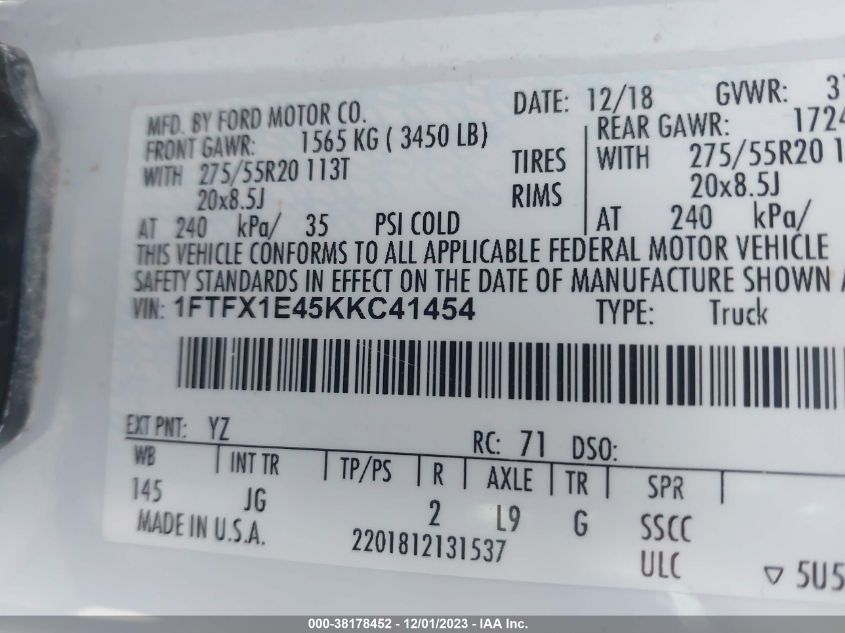 MFD. BY FORD MOTOR CO.
DATE: 12/18 GVWR: 37
FRONT GAWR: 1565 KG ( 3450 LB) REAR GAWR: 1724
WITH 275/55R20 113T TIRES WITH 275/55R20 1
20x8.5J RIMS 20x8.5J
AT 240 kPa/ 35 PSI COLD AT 240 kPa/
THIS VEHICLE CONFORMS TO ALL APPLICABLE FEDERAL MOTOR VEHICLE
SAFETY STANDARDS IN EFFECT ON THE DATE OF MANUFACTURE SHOWN A
VIN: 1FTFX1E45KKC41454 TYPE: Truck
EXT PNT: YZ RC: 71 DSO:
WB INT TR TP/PS R AXLE TR SPR
145 JG 2 L9 G SSCC
MADE IN U.S.A. 2201812131537 ULC ▽ 5U5
000-38178452 - 12/01/2023 - IAA Inc.